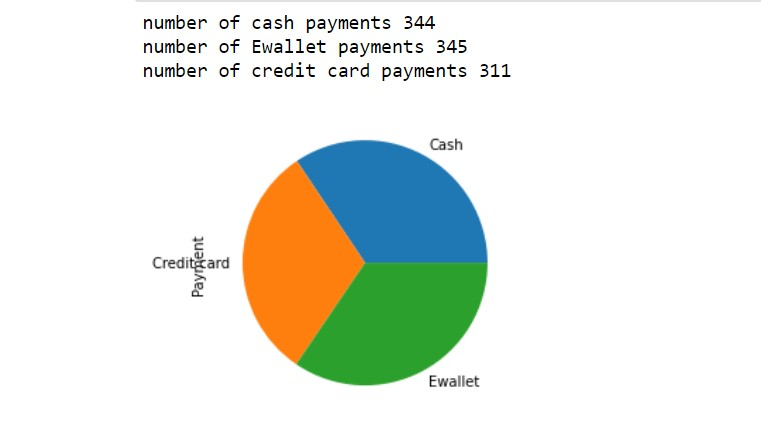 number of cash payments 344
number of Ewallet payments 345
number of credit card payments 311
Cash
Credit card
Payment
Ewallet